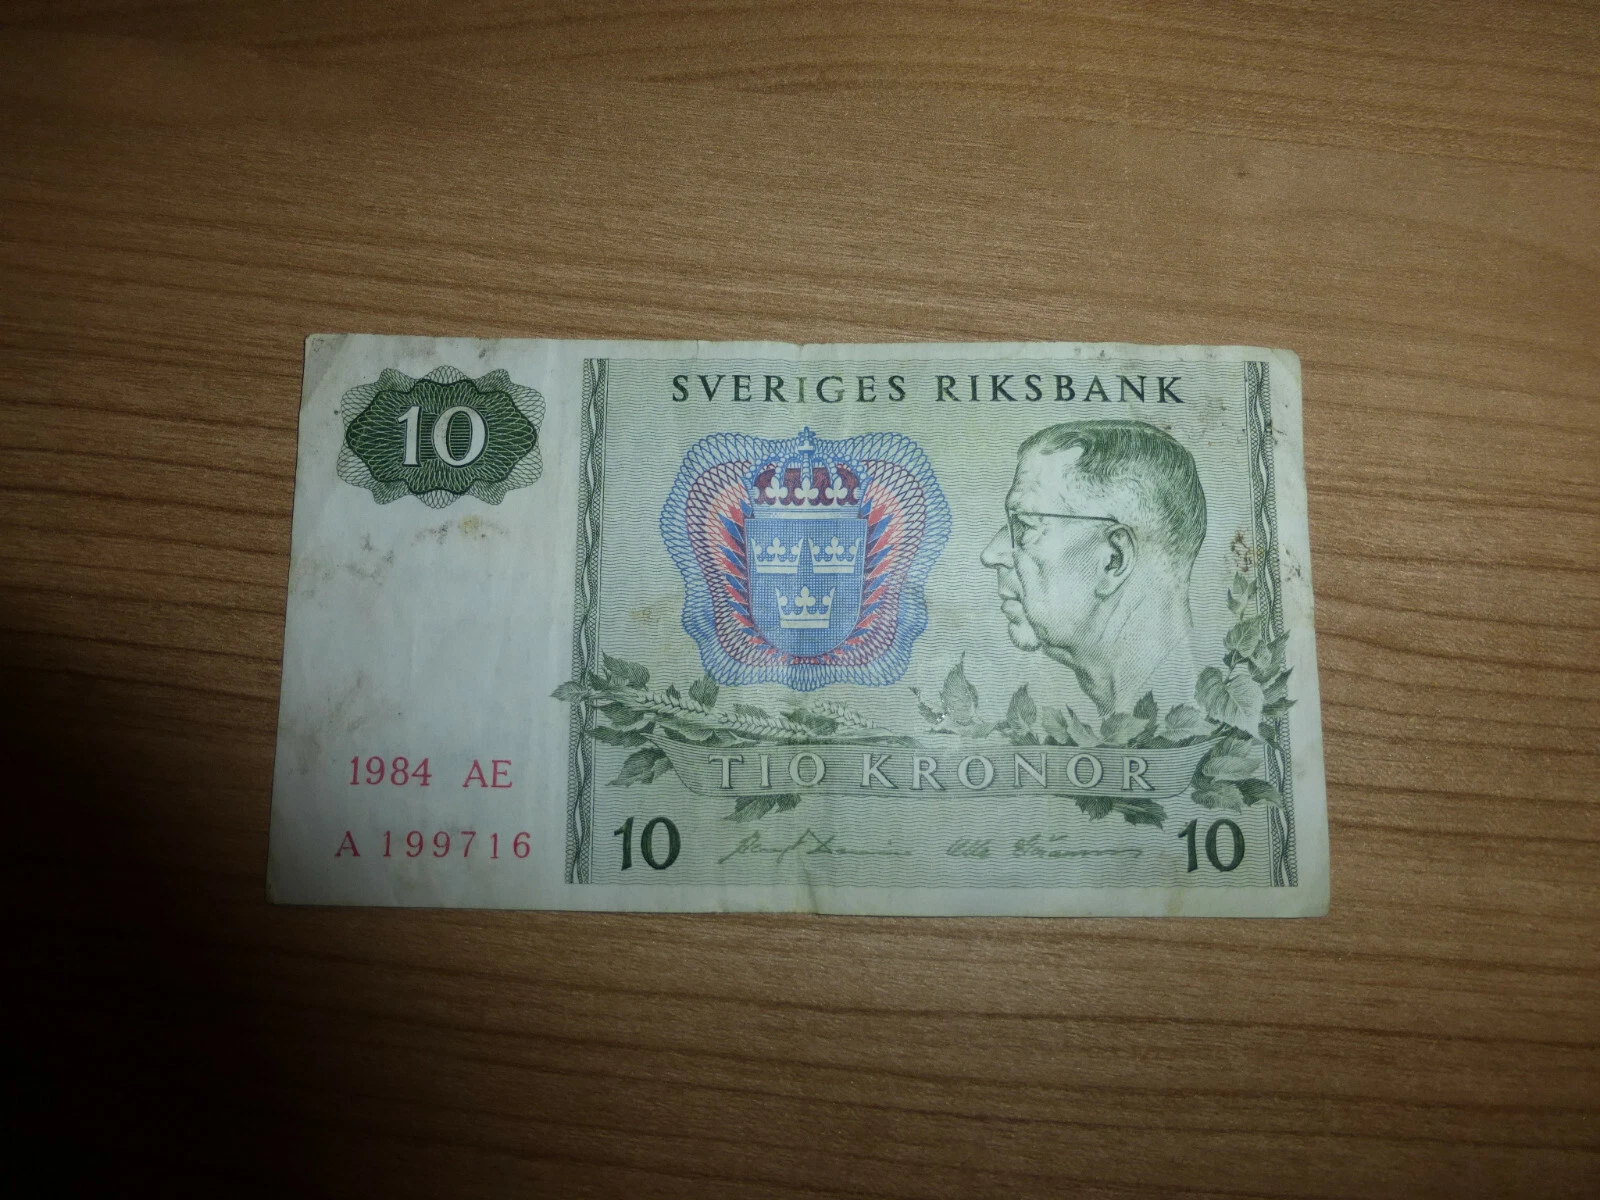 10
SVERIGES RIKSBANK
TIO KRONOR
1984 AE
A 199716
10
10